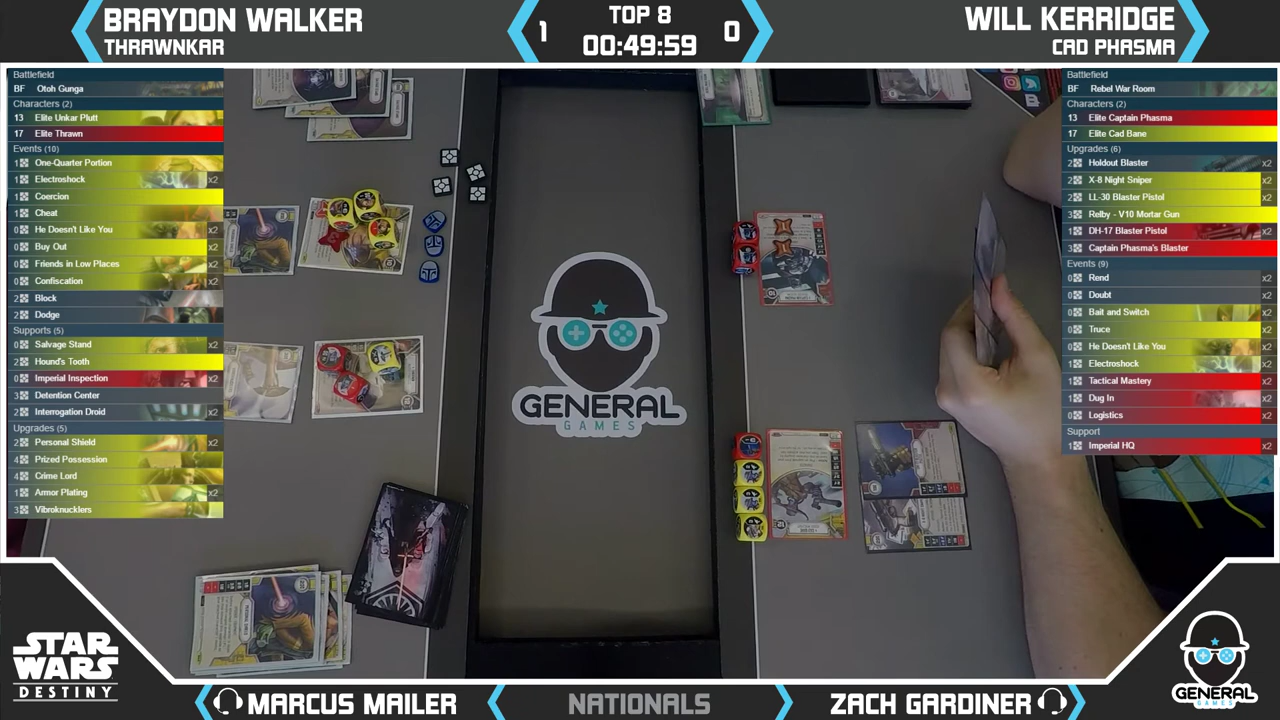 BRAYDON WALKER
THRAWNKAR
1
TOP 8
00:49:59
0
WILL KERRIDGE
CAD PHASMA
Battlefield
BF Otoh Gunga
Characters (2)
13 Elite Unkar Plutt
17 Elite Thrawn
Events (10)
1 One-Quarter Portion
1 Electroshock x2
1 Coercion
1 Cheat
0 He Doesn't Like You x2
0 Buy Out x2
0 Friends in Low Places x2
0 Confiscation x2
2 Block
2 Dodge
Supports (5)
0 Salvage Stand x2
2 Hound's Tooth x2
0 Imperial Inspection x2
3 Detention Center
2 Interrogation Droid x2
Upgrades (5)
2 Personal Shield x2
4 Prized Possession x2
4 Crime Lord
1 Armor Plating x2
3 Vibroknucklers
Battlefield
BF Rebel War Room
Characters (2)
13 Elite Captain Phasma
17 Elite Cad Bane
Upgrades (6)
2 Holdout Blaster x2
2 X-8 Night Sniper x2
2 LL-30 Blaster Pistol x2
3 Relby - V10 Mortar Gun x2
1 DH-17 Blaster Pistol x2
3 Captain Phasma's Blaster x2
Events (9)
0 Rend x2
0 Doubt x2
0 Bait and Switch x2
0 Truce x2
0 He Doesn't Like You x2
1 Electroshock x2
1 Tactical Mastery x2
1 Dug In x2
0 Logistics x2
Support
1 Imperial HQ x2
GENERAL
GAMES
STAR
WARS
DESTINY
MARCUS MAILER
NATIONALS
ZACH GARDINER
GENERAL
GAMES